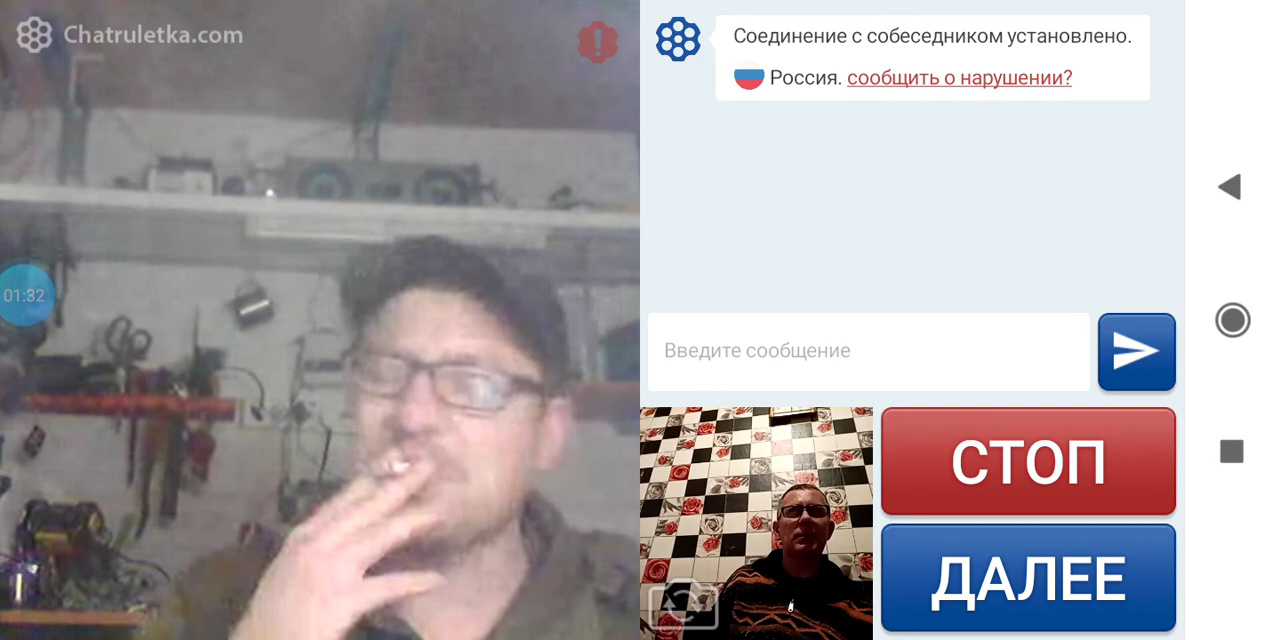 Chatruletka.com
Соединение с собеседником установлено.
Россия. сообщить о нарушении?
01:32
Введите сообщение
СТОП
ДАЛЕЕ